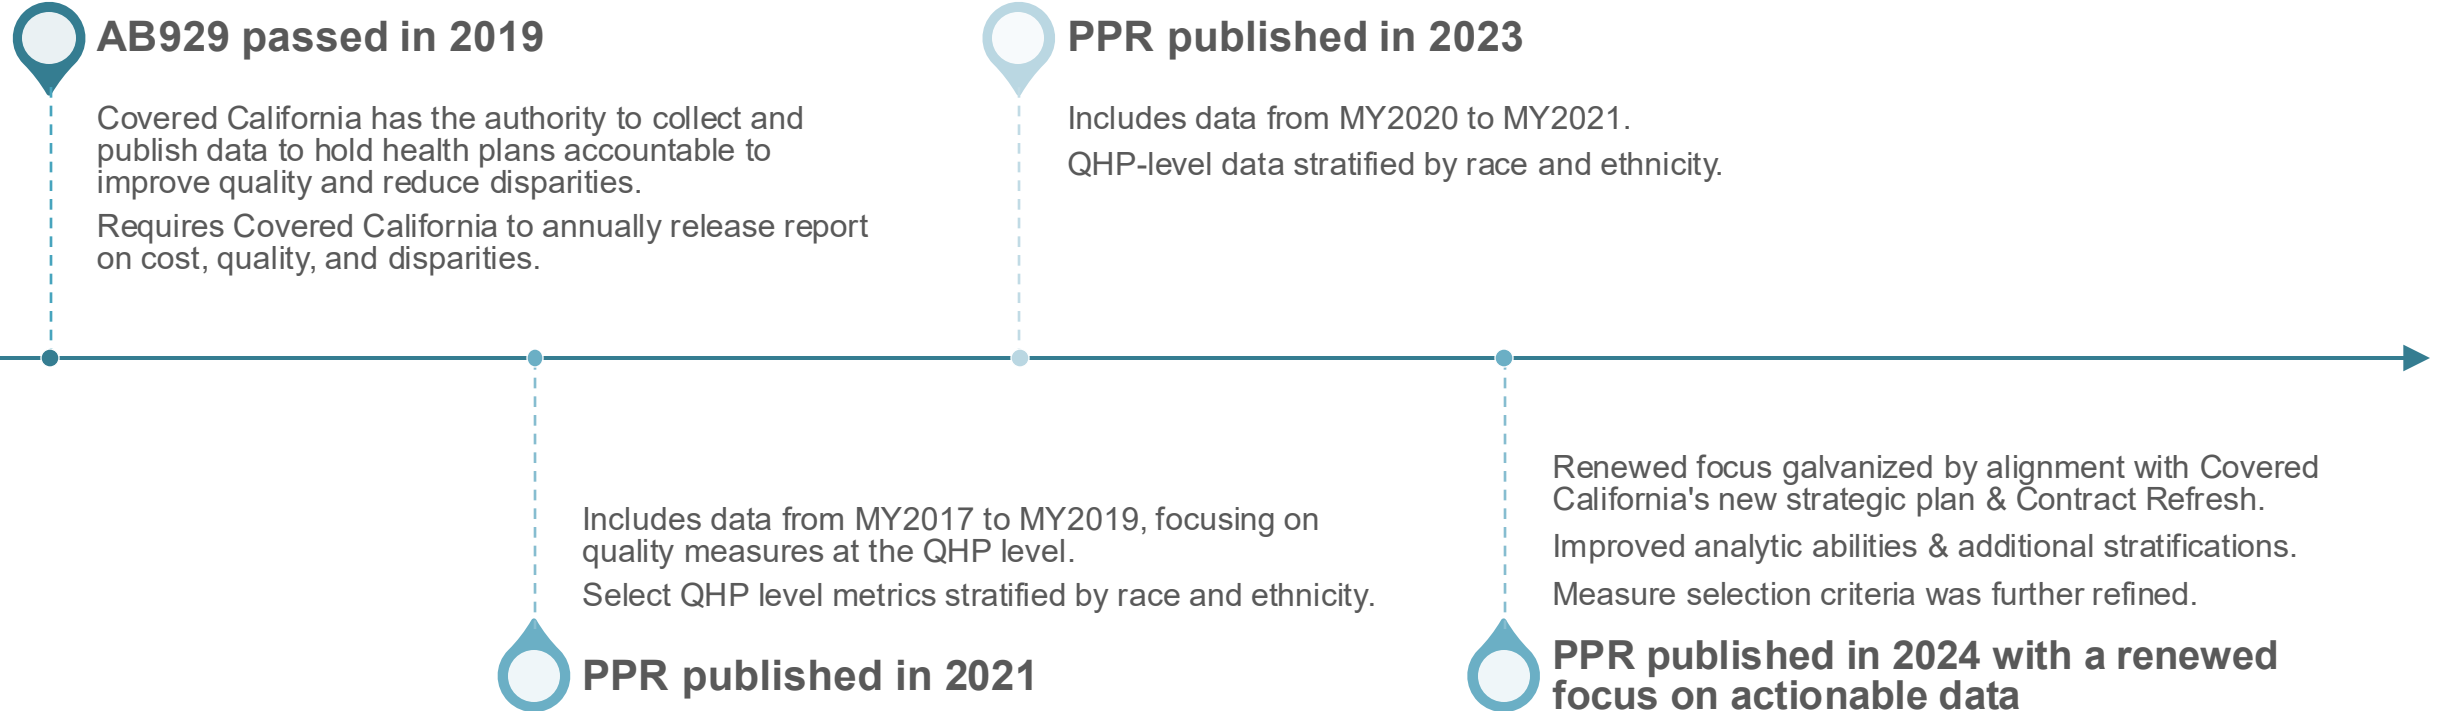 AB929 passed in 2019
Covered California has the authority to collect and
publish data to hold health plans accountable to
improve quality and reduce disparities.
Requires Covered California to annually release report
on cost, quality, and disparities.
PPR published in 2023
Includes data from MY2020 to MY2021.
QHP-level data stratified by race and ethnicity.
Includes data from MY2017 to MY2019, focusing on
quality measures at the QHP level.
Select QHP level metrics stratified by race and ethnicity.
PPR published in 2021
Renewed focus galvanized by alignment with Covered
California's new strategic plan & Contract Refresh.
Improved analytic abilities & additional stratifications.
Measure selection criteria was further refined.
PPR published in 2024 with a renewed
focus on actionable data